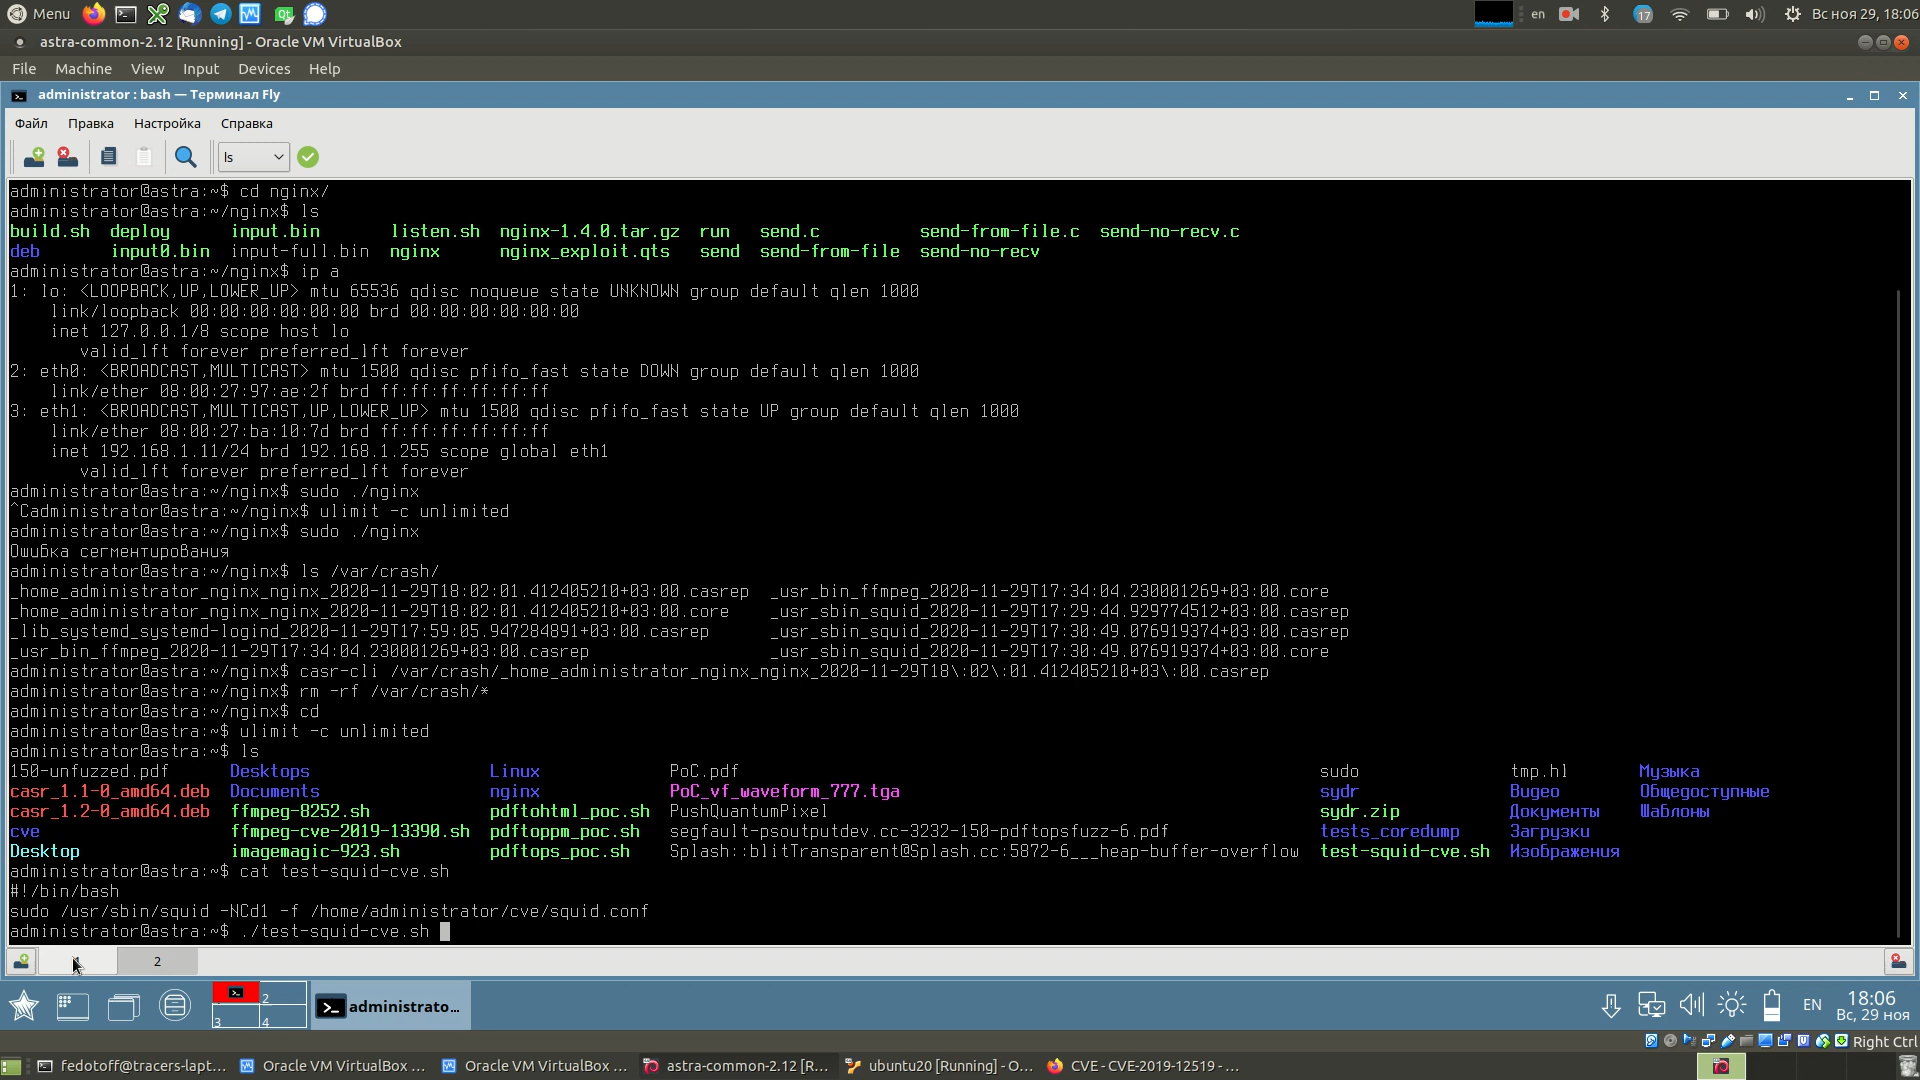 Menu
en
17
Вс ноя 29, 18:06
astra-common-2.12 [Running] - Oracle VM VirtualBox
File Machine View Input Devices Help
administrator : bash — Терминал Fly
Файл Правка Настройка Справка
ls
administrator@astra:~$ cd nginx/
administrator@astra:~/nginx$ ls
build.sh deploy input.bin listen.sh nginx-1.4.0.tar.gz run send.c send-from-file.c send-no-recv.c
deb input0.bin input-full.bin nginx nginx_exploit.qts send send-from-file send-no-recv
administrator@astra:~/nginx$ ip a
1: lo: <LOOPBACK,UP,LOWER_UP> mtu 65536 qdisc noqueue state UNKNOWN group default qlen 1000
link/loopback 00:00:00:00:00:00 brd 00:00:00:00:00:00
inet 127.0.0.1/8 scope host lo
valid_lft forever preferred_lft forever
2: eth0: <BROADCAST,MULTICAST> mtu 1500 qdisc pfifo_fast state DOWN group default qlen 1000
link/ether 08:00:27:97:ae:2f brd ff:ff:ff:ff:ff:ff
3: eth1: <BROADCAST,MULTICAST,UP,LOWER_UP> mtu 1500 qdisc pfifo_fast state UP group default qlen 1000
link/ether 08:00:27:ba:10:7d brd ff:ff:ff:ff:ff:ff
inet 192.168.1.11/24 brd 192.168.1.255 scope global eth1
valid_lft forever preferred_lft forever
administrator@astra:~/nginx$ sudo ./nginx
^Cadministrator@astra:~/nginx$ ulimit -c unlimited
administrator@astra:~/nginx$ sudo ./nginx
Ошибка сегментирования
administrator@astra:~/nginx$ ls /var/crash/
_home_administrator_nginx_nginx_2020-11-29T18:02:01.412405210+03:00.casrep _usr_bin_ffmpeg_2020-11-29T17:34:04.230001269+03:00.core
_home_administrator_nginx_nginx_2020-11-29T18:02:01.412405210+03:00.core _usr_sbin_squid_2020-11-29T17:29:44.929774512+03:00.casrep
_lib_systemd_systemd-logind_2020-11-29T17:59:05.947284891+03:00.casrep _usr_sbin_squid_2020-11-29T17:30:49.076919374+03:00.casrep
_usr_bin_ffmpeg_2020-11-29T17:34:04.230001269+03:00.casrep _usr_sbin_squid_2020-11-29T17:30:49.076919374+03:00.core
administrator@astra:~/nginx$ casr-cli /var/crash/_home_administrator_nginx_nginx_2020-11-29T18\:02\:01.412405210+03\:00.casrep
administrator@astra:~/nginx$ rm -rf /var/crash/*
administrator@astra:~/nginx$ cd
administrator@astra:~$ ulimit -c unlimited
administrator@astra:~$ ls
150-unfuzzed.pdf Desktops Linux PoC.pdf sudo tmp.hl Музыка
casr_1.1-0_amd64.deb Documents nginx PoC_vf_waveform_777.tga sydr Видео Общедоступные
casr_1.2-0_amd64.deb ffmpeg-8252.sh pdftohtml_poc.sh PushQuantumPixel sydr.zip Документы Шаблоны
cve ffmpeg-cve-2019-13390.sh pdftoppm_poc.sh segfault-psoutputdev.cc-3232-150-pdftopsfuzz-6.pdf tests_coredump Загрузки
Desktop imagemagic-923.sh pdftops_poc.sh Splash::blitTransparent@Splash.cc:5872-6___heap-buffer-overflow test-squid-cve.sh Изображения
administrator@astra:~$ cat test-squid-cve.sh
#!/bin/bash
sudo /usr/sbin/squid -NCd1 -f /home/administrator/cve/squid.conf
administrator@astra:~$ ./test-squid-cve.sh
2
2
3 4
administrato...
EN
18:06
Вс, 29 ноя
Right Ctrl
fedotoff@tracers-lapt... Oracle VM VirtualBox ... Oracle VM VirtualBox ... astra-common-2.12 [R... ubuntu20 [Running] - O... CVE - CVE-2019-12519 - ...